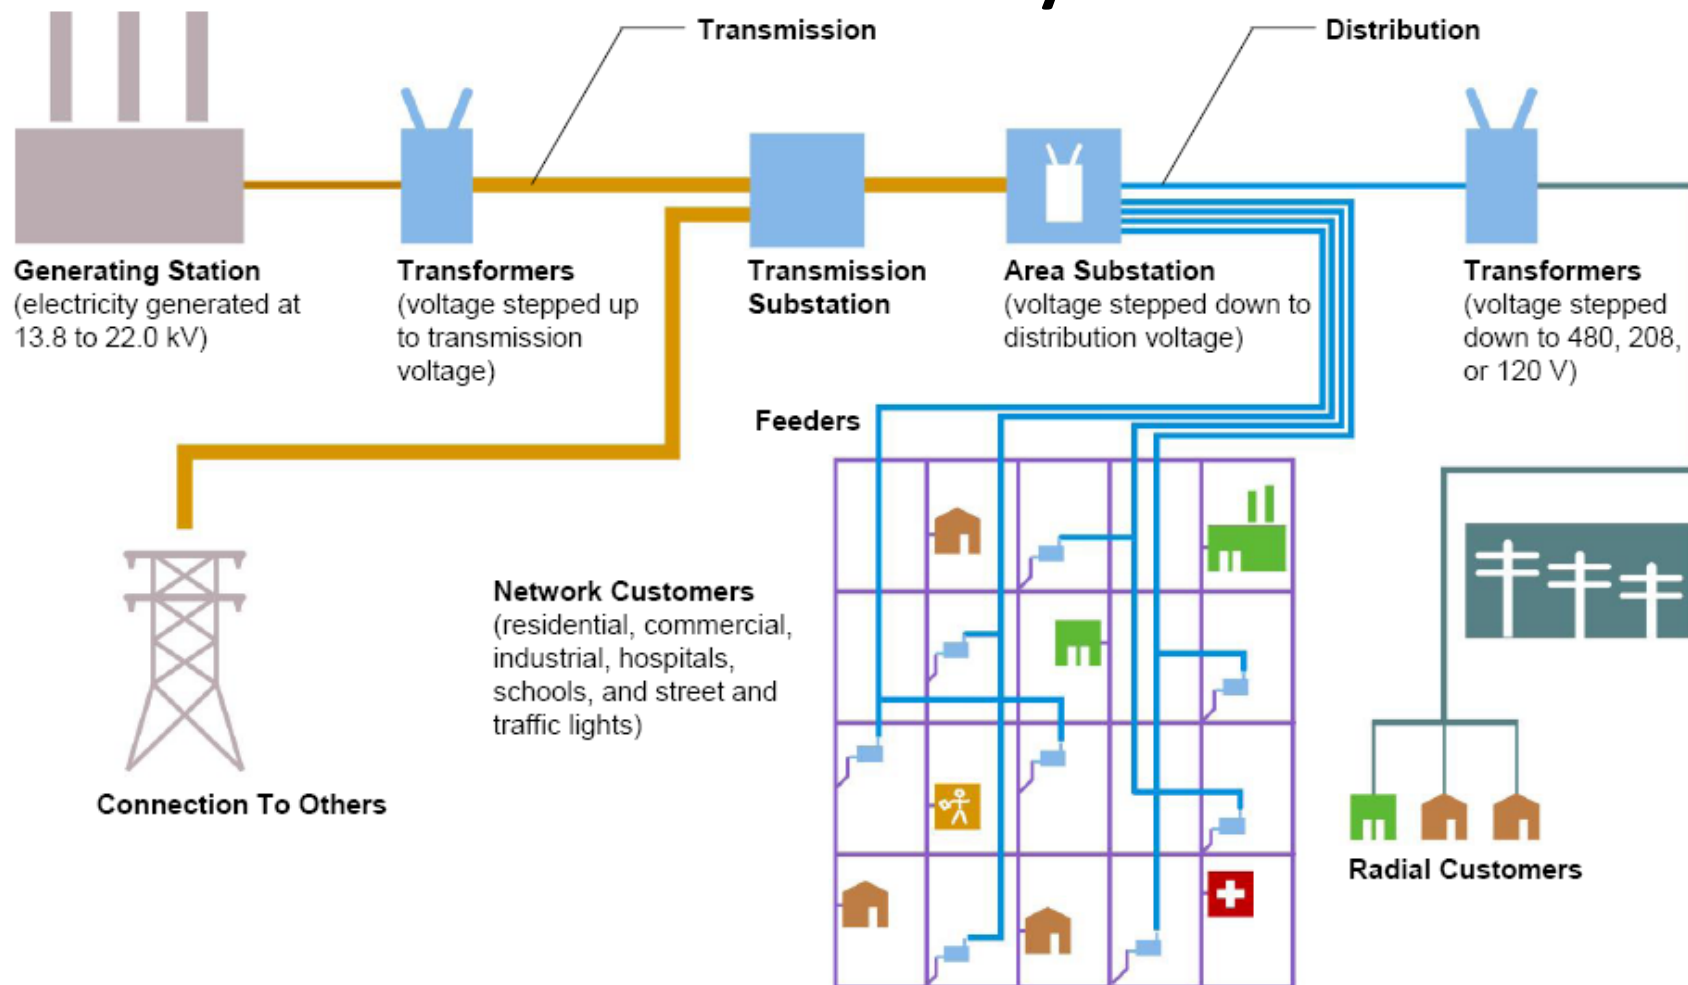 Transmission
Distribution
Generating Station
(electricity generated at
13.8 to 22.0 kV)
Transformers
(voltage stepped up
to transmission
voltage)
Transmission
Substation
Area Substation
(voltage stepped down to
distribution voltage)
Transformers
(voltage stepped
down to 480, 208,
or 120 V)
Feeders
Network Customers
(residential, commercial,
industrial, hospitals,
schools, and street and
traffic lights)
Connection To Others
Radial Customers